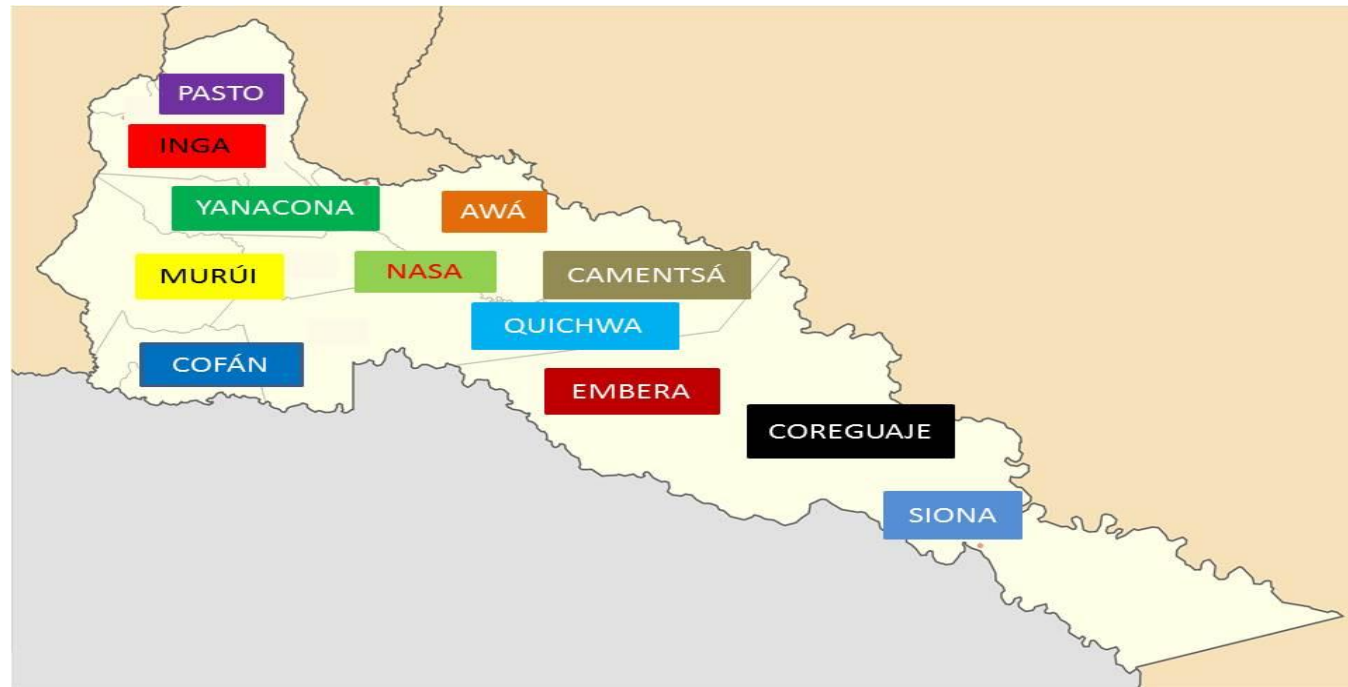 PASTO
INGA
YANACONA
AWÁ
MURÚI
NASA
CAMENTSÁ
QUICHWA
COFÁN
EMBERA
COREGUAJE
SIONA